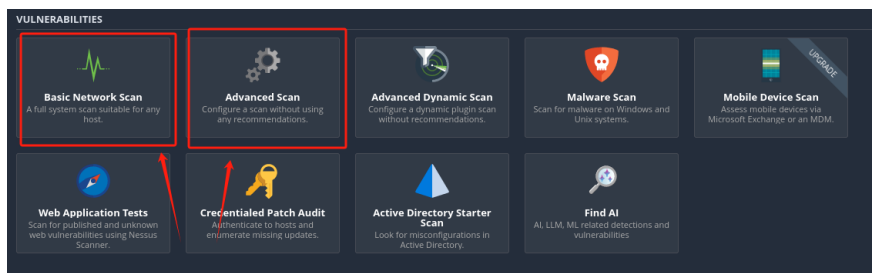 VULNERABILITIES
Basic Network Scan
A full system scan suitable for any
host.
Advanced Scan
Configure a scan without using
any recommendations.
Advanced Dynamic Scan
Configure a dynamic plugin scan
without recommendations.
Malware Scan
Scan for malware on Windows and
Unix systems.
UPGRADE
Mobile Device Scan
Assess mobile devices via
Microsoft Exchange or an MDM.
Web Application Tests
Scan for published and unknown
web vulnerabilities using Nessus
Scanner.
Credentialed Patch Audit
Authenticate to hosts and
enumerate missing updates.
Active Directory Starter
Scan
Look for misconfigurations in
Active Directory.
Find AI
AI, LLM, ML related detections and
vulnerabilities